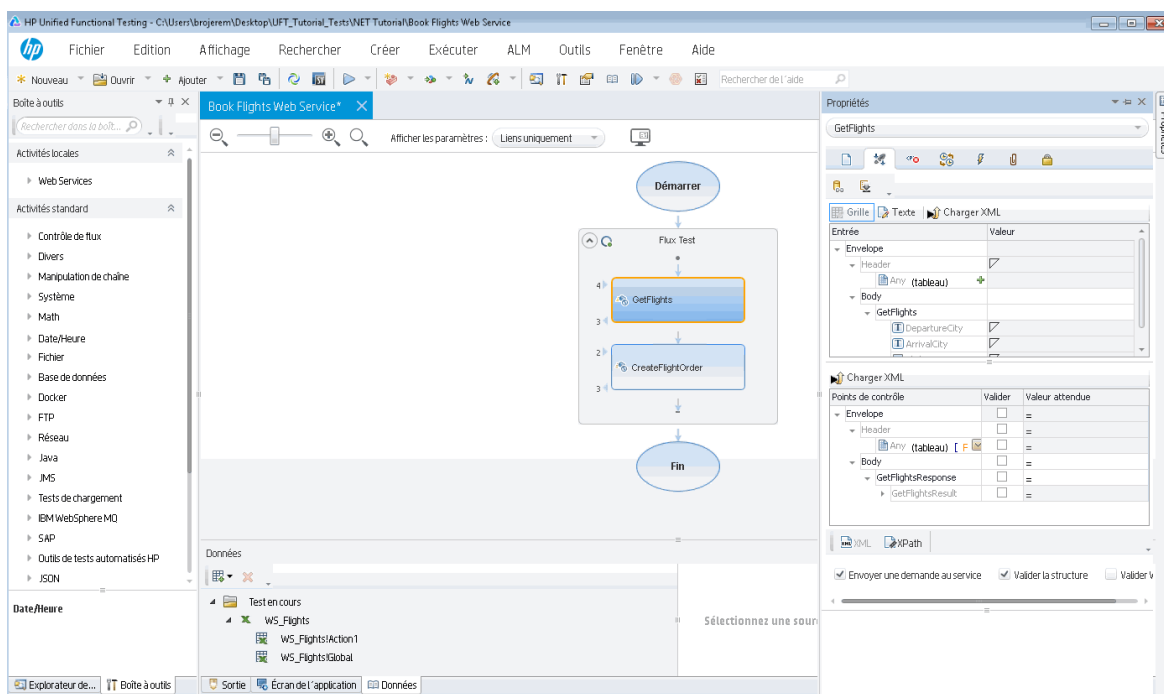 HP Unified Functional Testing - C:\Users\brojerem\Desktop\UFT_Tutorial_Tests\NET Tutorial\Book Flights Web Service
hp Fichier Edition Affichage Rechercher Créer Exécuter ALM Outils Fenêtre Aide
Nouveau Ouvrir Ajouter Rechercher de l'aide
Boîte à outils
Rechercher dans la boît...
Activités locales
Web Services
Activités standard
Contrôle de flux
Divers
Manipulation de chaîne
Système
Math
Date/Heure
Fichier
Base de données
Docker
FTP
Réseau
Java
JMS
Tests de chargement
IBM WebSphere MQ
SAP
Outils de tests automatisés HP
JSON
Date/Heure
Explorateur de... Boîte à outils
Book Flights Web Service*
Afficher les paramètres : Liens uniquement
Démarrer
Flux Test
4
GetFlights
3
2
CreateFlightOrder
3
Fin
Données
Test en cours
WS_Flights
WS_Flights!Action1
WS_Flights!Global
Sélectionnez une sour
Sortie Écran de l'application Données
Propriétés
GetFlights
Grille Texte Charger XML
Entrée Valeur
Envelope
Header
Any (tableau)
Body
GetFlights
DepartureCity
ArrivalCity
Charger XML
Points de contrôle Valider Valeur attendue
Envelope =
Header =
Any (tableau) [ F =
Body =
GetFlightsResponse =
GetFlightsResult =
XML XPath
Envoyer une demande au service Valider la structure Valider W